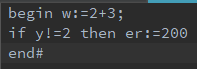 begin w:=2+3;
if y!=2 then er:=200
end#